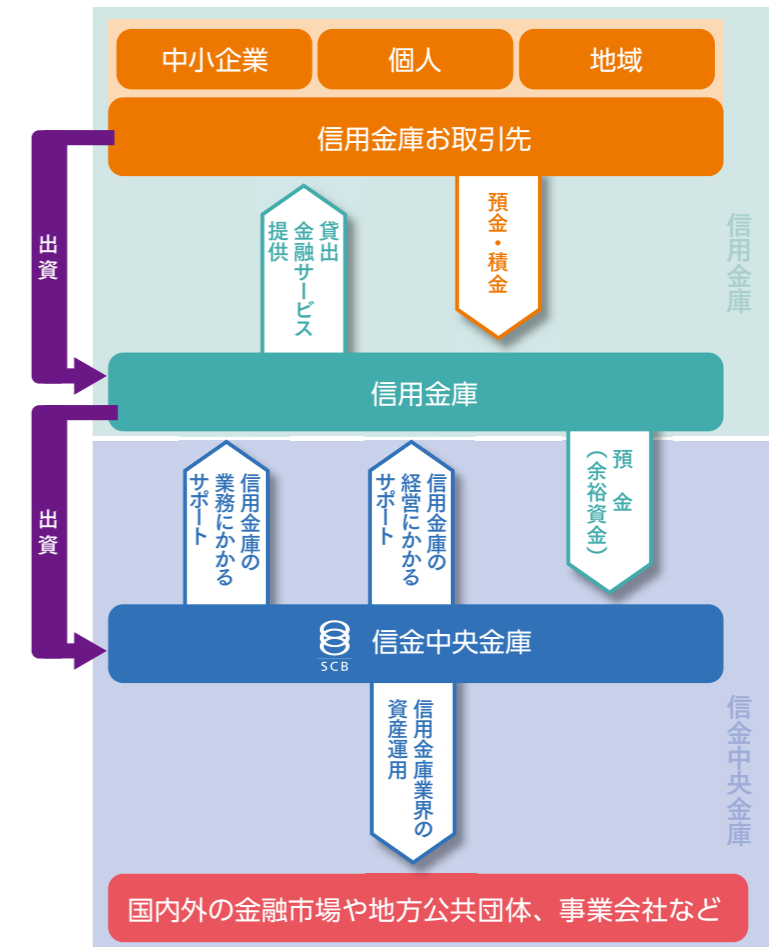 中小企業
個人
地域
信用金庫お取引先
出資
貸出
金融サービス
提供
預金・積金
信用金庫
信用金庫
出資
信用金庫の
業務にかかる
サポート
信用金庫の
経営にかかる
サポート
預金
（余裕資金）
SCB
信金中央金庫
信用金庫業界の
資産運用
信金中央金庫
国内外の金融市場や地方公共団体、事業会社など